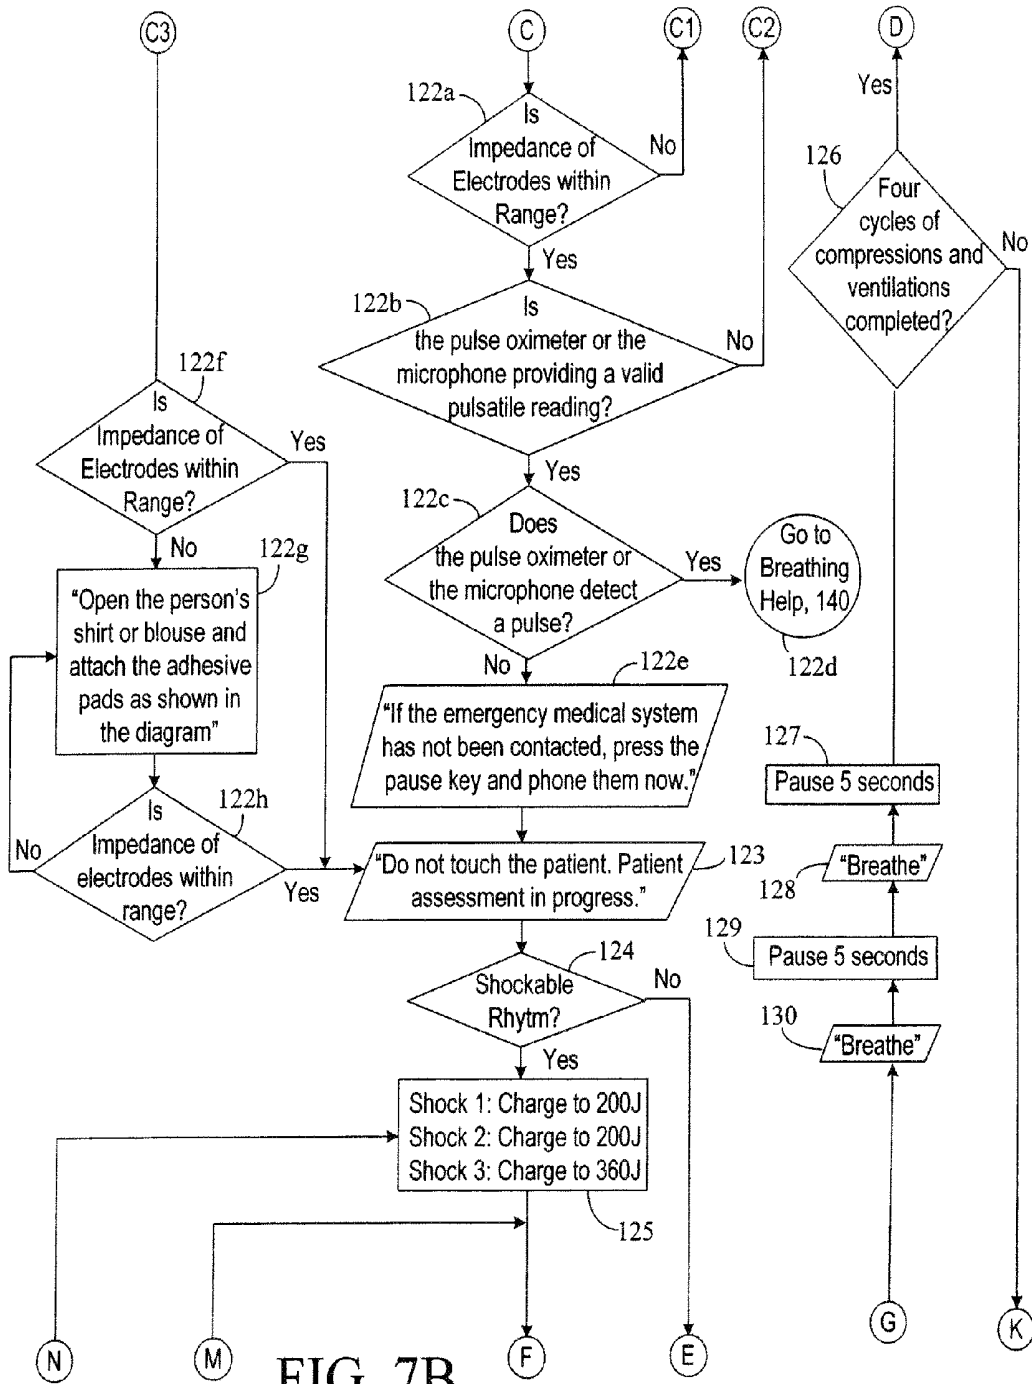 C3
C
C1
C2
D
122a
Is
Impedance of
Electrodes within
Range?
No
Yes
122b
Is
the pulse oximeter or the
microphone providing a valid
pulsatile reading?
No
Yes
122c
Does
the pulse oximeter or
the microphone detect
a pulse?
Yes
Go to
Breathing
Help, 140
122d
No
122e
"If the emergency medical system
has not been contacted, press the
pause key and phone them now."
122f
Is
Impedance of
Electrodes within
Range?
Yes
No
122g
"Open the person's
shirt or blouse and
attach the adhesive
pads as shown in
the diagram"
122h
Is
Impedance of
electrodes within
range?
No
Yes
"Do not touch the patient. Patient
assessment in progress."
123
124
Shockable
Rhytm?
No
Yes
Shock 1: Charge to 200J
Shock 2: Charge to 200J
Shock 3: Charge to 360J
125
Yes
126
Four
cycles of
compressions and
ventilations
completed?
No
127
Pause 5 seconds
"Breathe"
128
129
Pause 5 seconds
130
"Breathe"
N
M
F
E
G
K
FIG. 7B